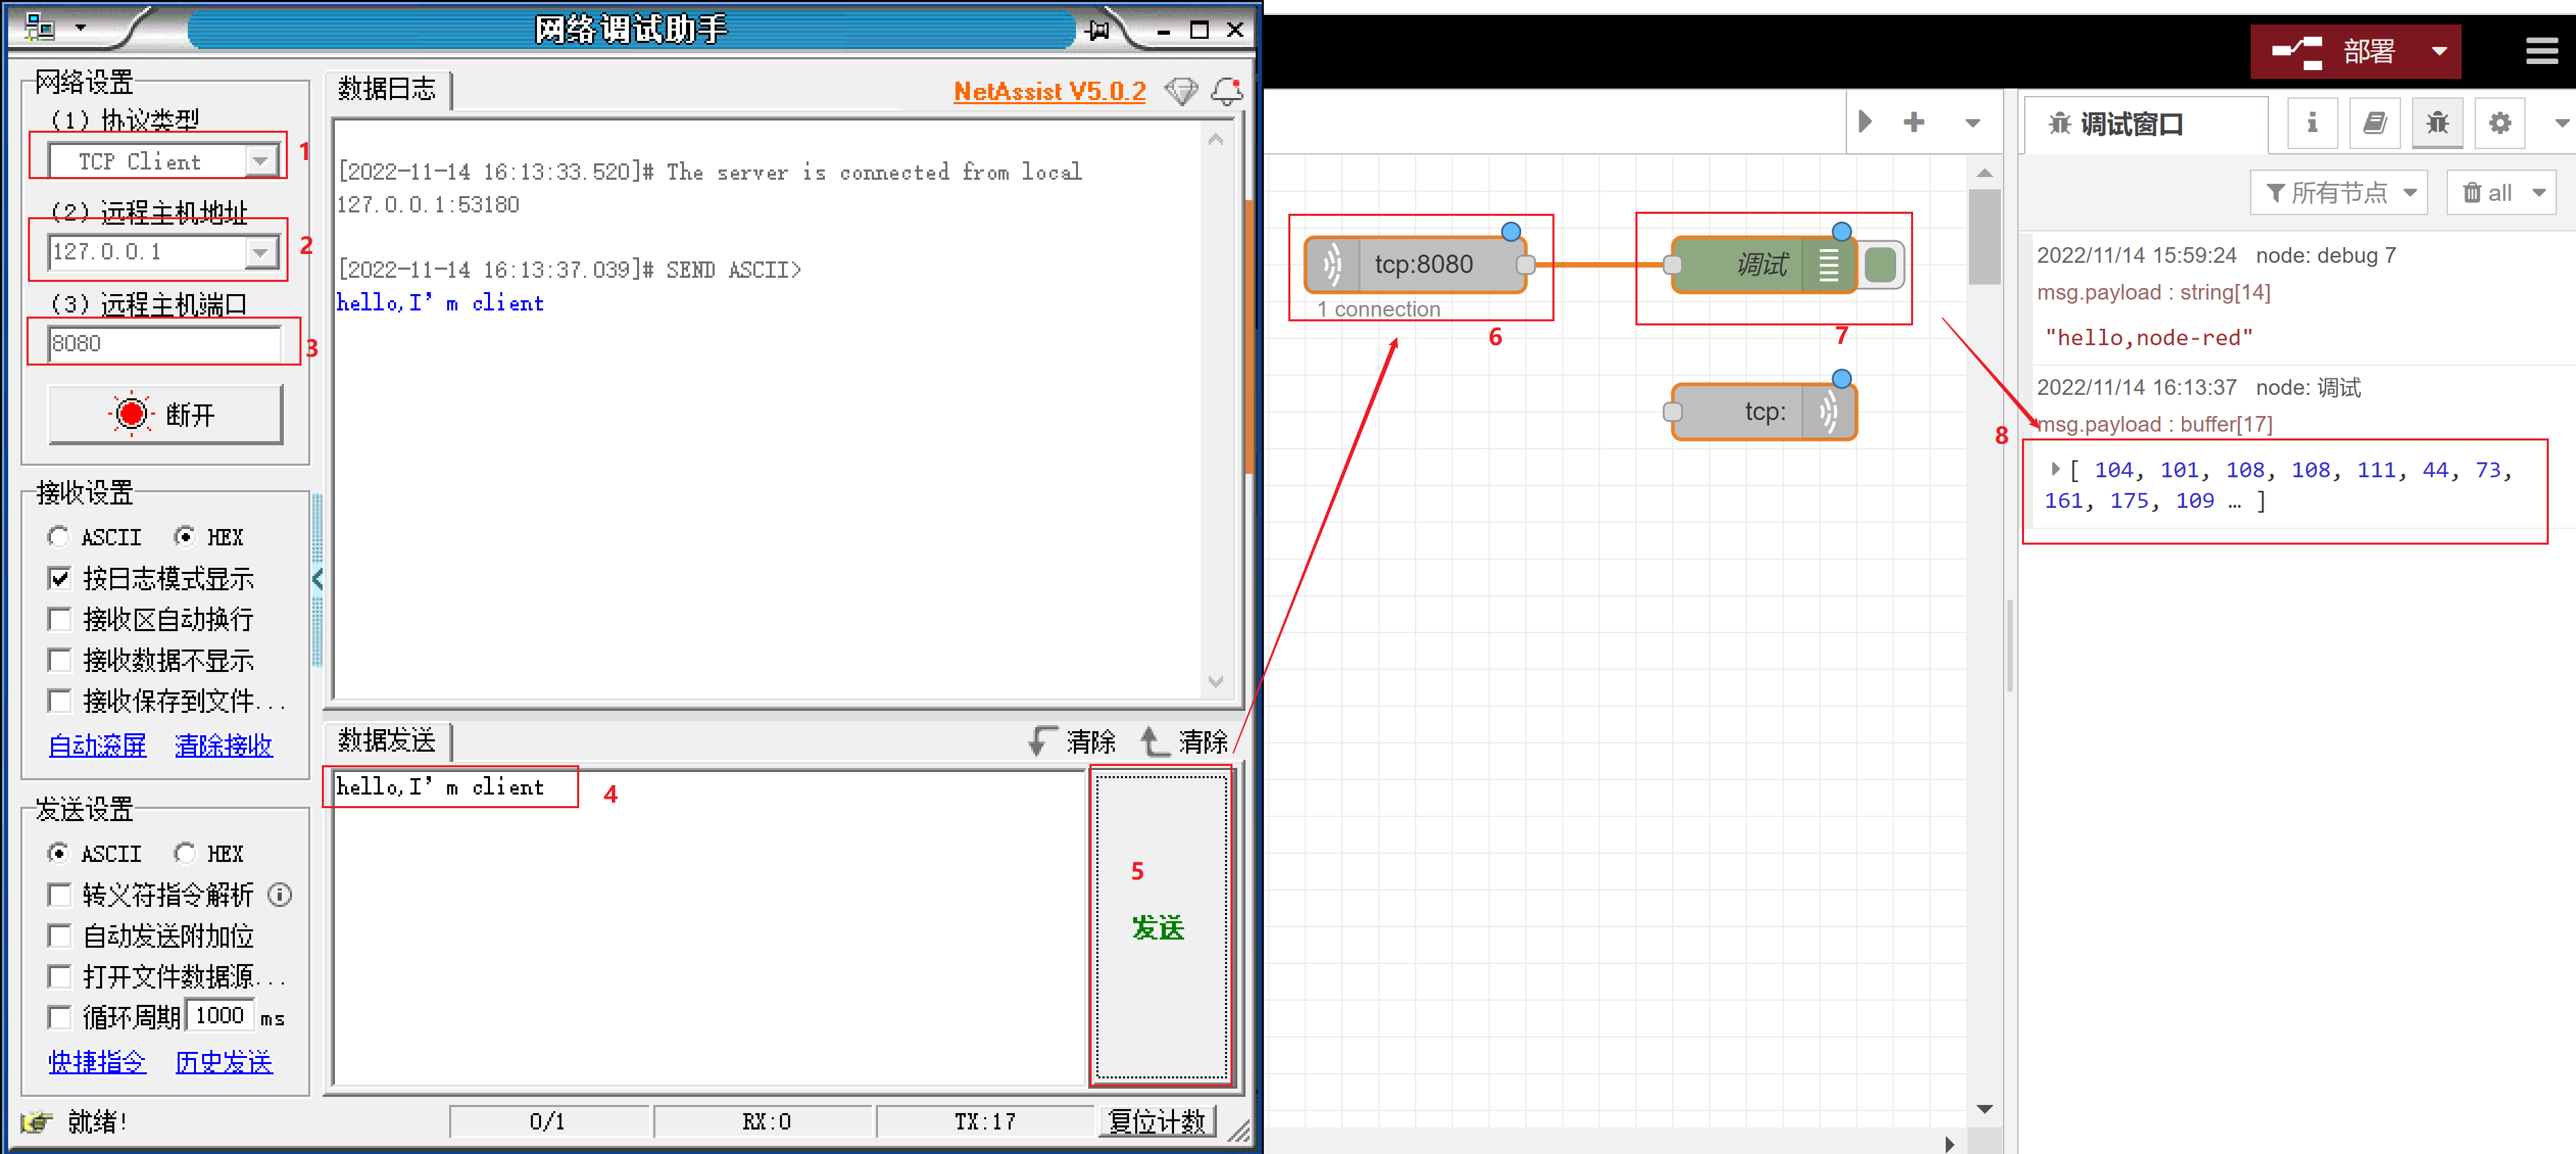 网络调试助手
网络设置
(1) 协议类型
TCP Client
1
(2) 远程主机地址
127.0.0.1
2
(3) 远程主机端口
8080
3
断开
接收设置
ASCII HEX
按日志模式显示
接收区自动换行
接收数据不显示
接收保存到文件...
自动滚屏 清除接收
发送设置
ASCII HEX
转义符指令解析
自动发送附加位
打开文件数据源...
循环周期 1000 ms
快捷指令 历史发送
数据日志
NetAssist V5.0.2
[2022-11-14 16:13:33.520]# The server is connected from local
127.0.0.1:53180
[2022-11-14 16:13:37.039]# SEND ASCII>
hello,I’m client
数据发送
清除 清除
hello,I’m client
4
5
发送
就绪!
0/1
RX:0
TX:17
复位计数
部署
tcp:8080
1 connection
6
调试
7
tcp:
调试窗口
所有节点
all
2022/11/14 15:59:24 node: debug 7
msg.payload : string[14]
"hello,node-red"
2022/11/14 16:13:37 node: 调试
msg.payload : buffer[17]
8
[ 104, 101, 108, 108, 111, 44, 73,
161, 175, 109 … ]